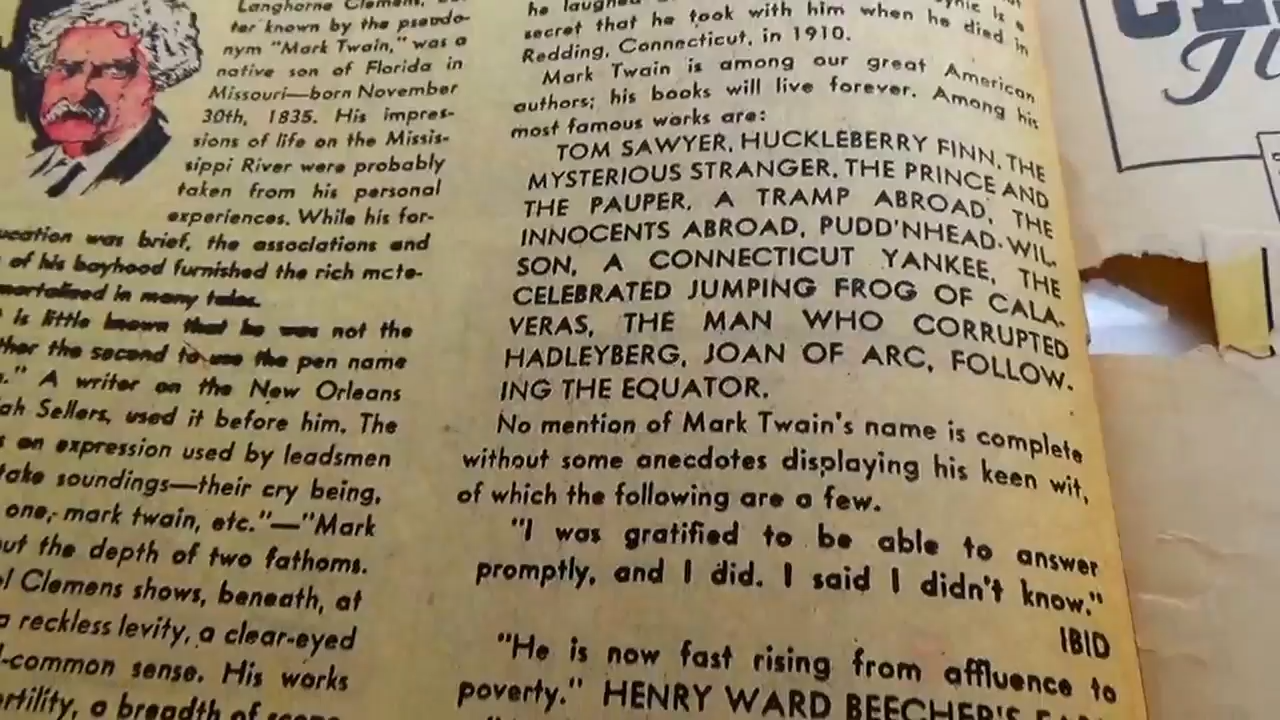 Langhorne Clemens,
ter known by the pseudo-
nym "Mark Twain," was a
native son of Florida in
Missouri—born November
30th, 1835. His impres-
sions of life on the Missis-
sippi River were probably
taken from his personal
experiences. While his for-
ucation was brief, the associations and
of his boyhood furnished the rich mate-
mortalized in many tales.
is little known that he was not the
ther the second to use the pen name
." A writer on the New Orleans
ah Sellers, used it before him. The
s an expression used by leadsmen
take soundings—their cry being,
one, mark twain, etc."—"Mark
out the depth of two fathoms.
el Clemens shows, beneath, at
a reckless levity, a clear-eyed
-common sense. His works
ertility, a breadth of scope
he laughed
is a
secret that he took with him when he died in
Redding, Connecticut, in 1910.
Mark Twain is among our great American
authors; his books will live forever. Among his
most famous works are:
TOM SAWYER, HUCKLEBERRY FINN, THE
MYSTERIOUS STRANGER, THE PRINCE AND
THE PAUPER, A TRAMP ABROAD, THE
INNOCENTS ABROAD, PUDD'NHEAD WIL-
SON, A CONNECTICUT YANKEE, THE
CELEBRATED JUMPING FROG OF CALA-
VERAS, THE MAN WHO CORRUPTED
HADLEYBERG, JOAN OF ARC, FOLLOW-
ING THE EQUATOR.
No mention of Mark Twain's name is complete
without some anecdotes displaying his keen wit,
of which the following are a few.
"I was gratified to be able to answer
promptly, and I did. I said I didn't know."
IBID
"He is now fast rising from affluence to
poverty." HENRY WARD BEECHER'S